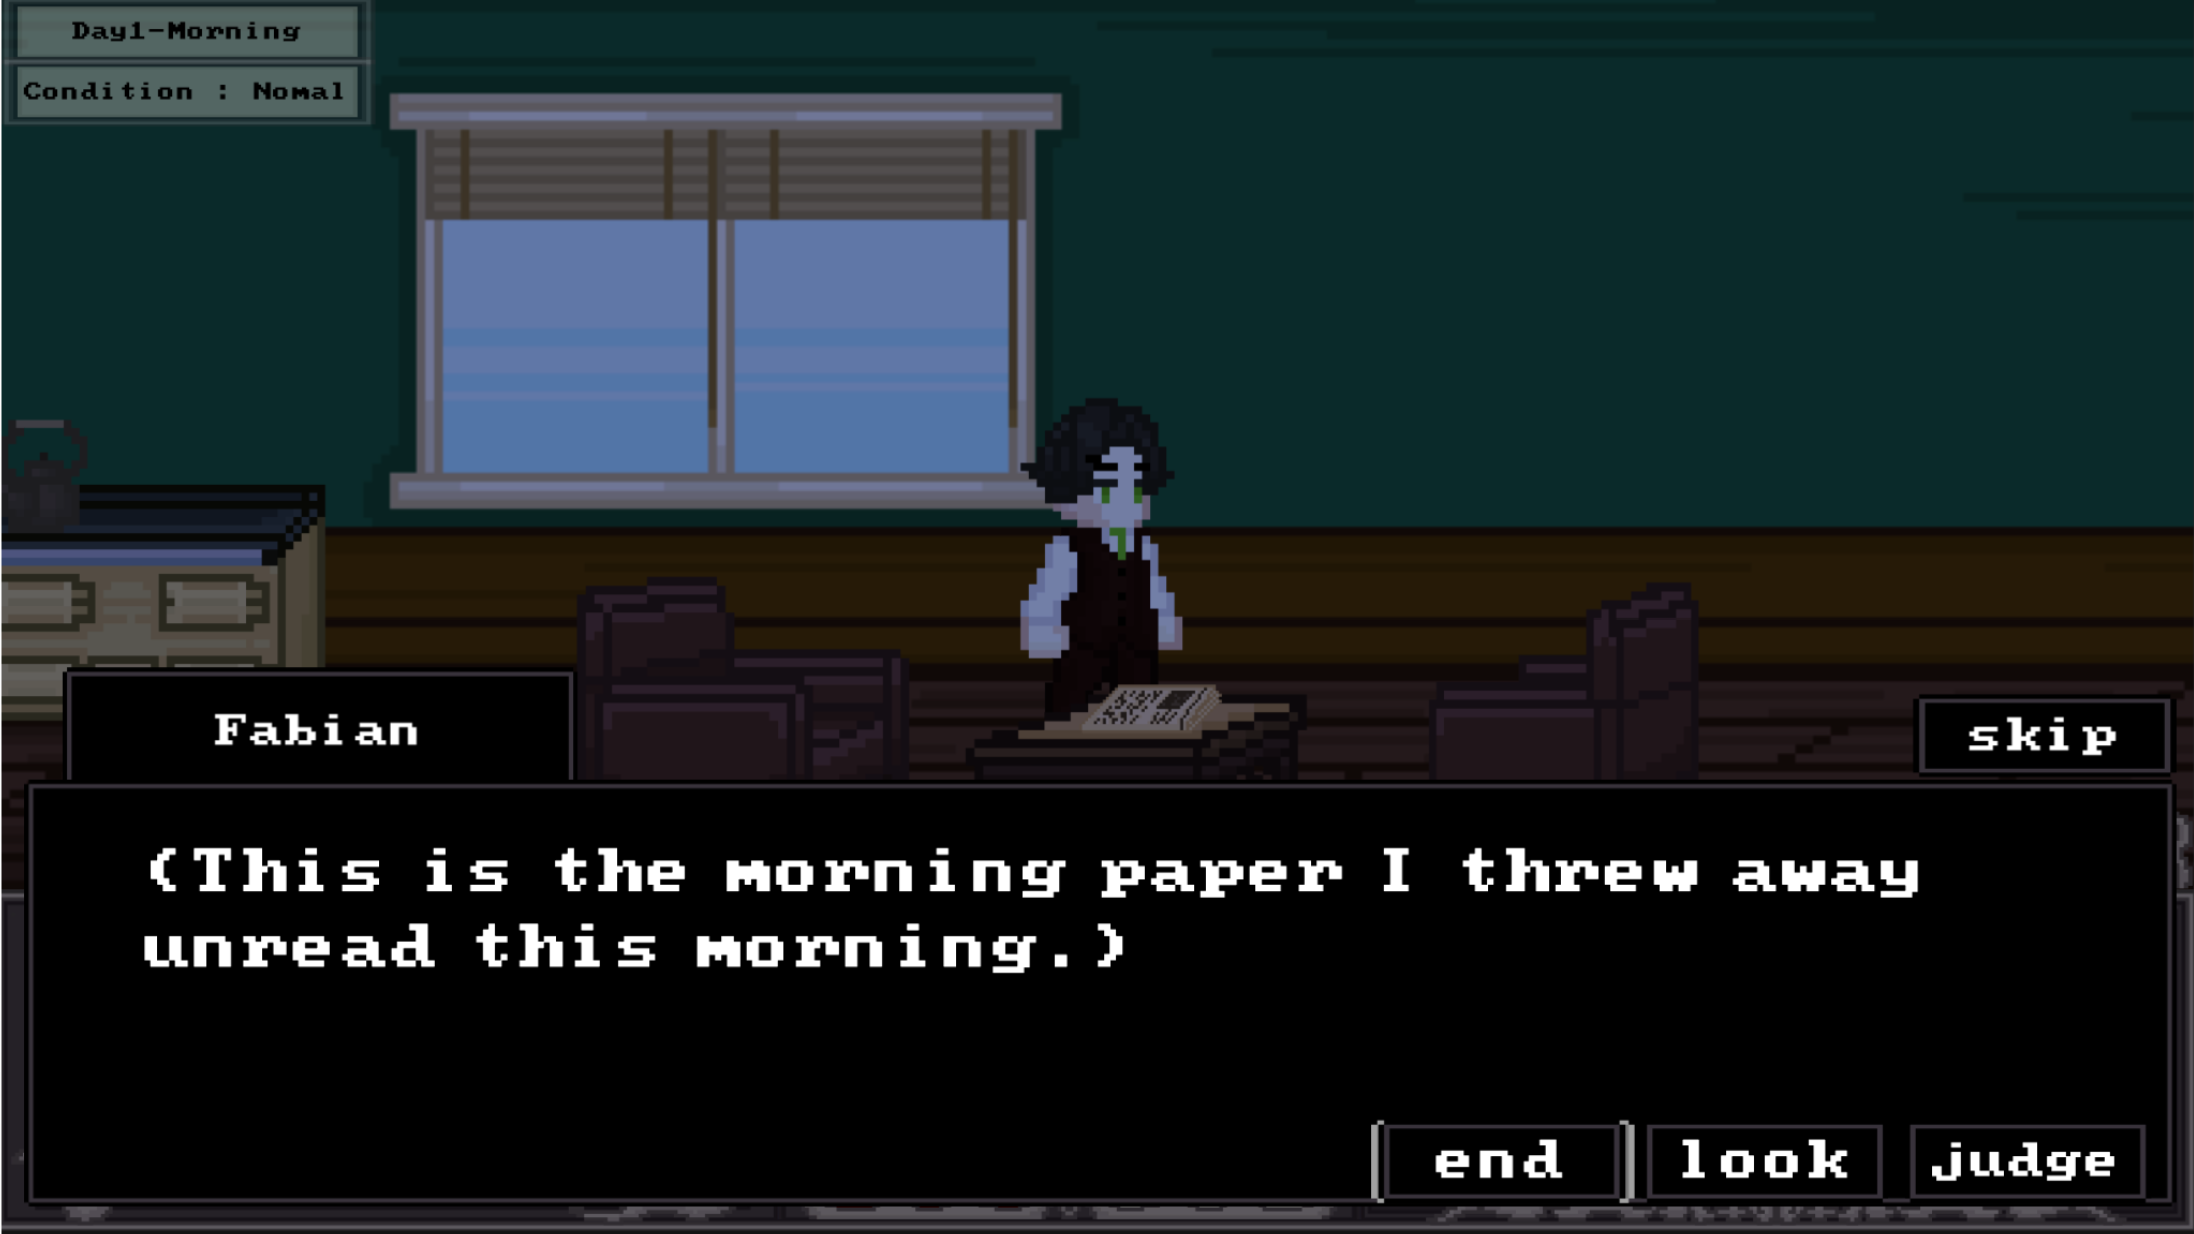 Day1-Morning
Condition : Nomal
Fabian
skip
(This is the morning paper I threw away
unread this morning.)
end
look
judge